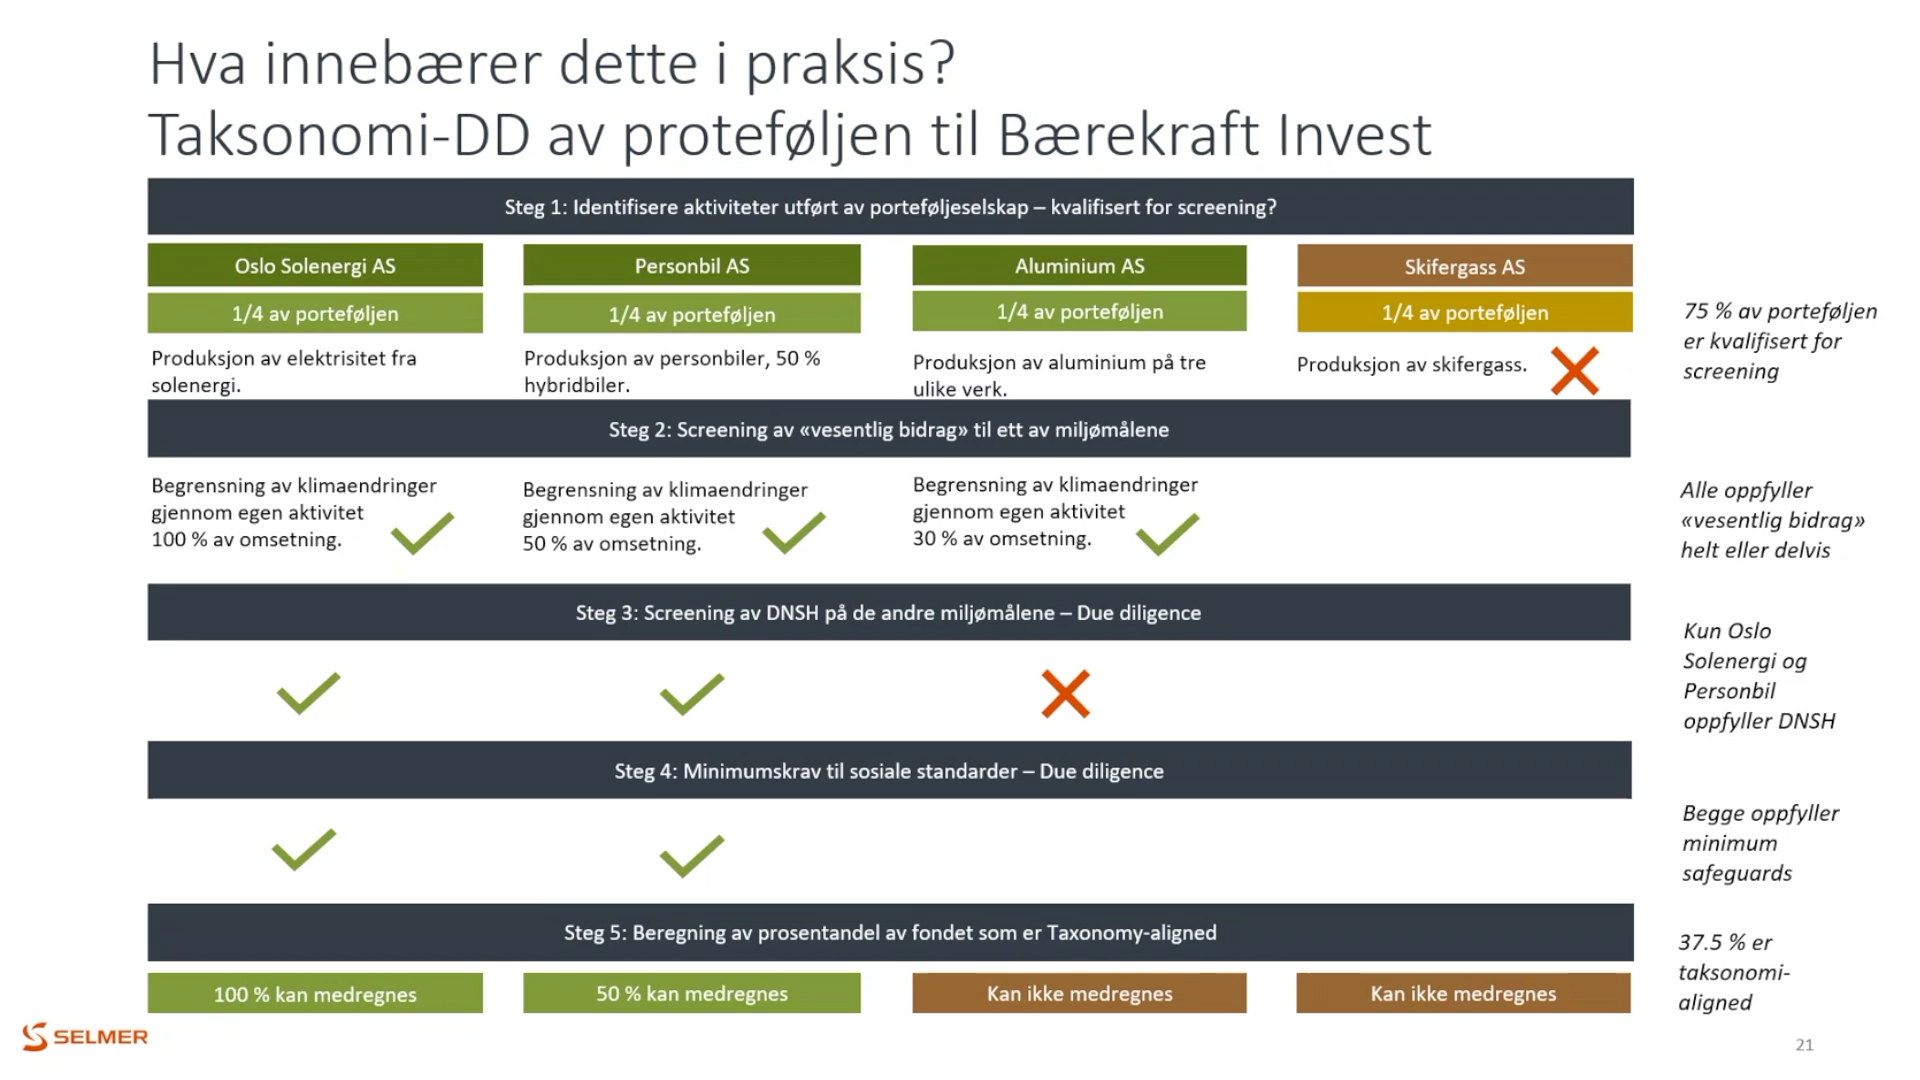 Hva innebærer dette i praksis?
Taksonomi-DD av proteføljen til Bærekraft Invest
Steg 1: Identifisere aktiviteter utført av porteføljeselskap – kvalifisert for screening?
Oslo Solenergi AS
1/4 av porteføljen
Produksjon av elektrisitet fra
solenergi.
Personbil AS
1/4 av porteføljen
Produksjon av personbiler, 50 %
hybridbiler.
Aluminium AS
1/4 av porteføljen
Produksjon av aluminium på tre
ulike verk.
Skifergass AS
1/4 av porteføljen
Produksjon av skifergass.
75 % av porteføljen
er kvalifisert for
screening
Steg 2: Screening av «vesentlig bidrag» til ett av miljømålene
Begrensning av klimaendringer
gjennom egen aktivitet
100 % av omsetning.
Begrensning av klimaendringer
gjennom egen aktivitet
50 % av omsetning.
Begrensning av klimaendringer
gjennom egen aktivitet
30 % av omsetning.
Alle oppfyller
«vesentlig bidrag»
helt eller delvis
Steg 3: Screening av DNSH på de andre miljømålene – Due diligence
Kun Oslo
Solenergi og
Personbil
oppfyller DNSH
Steg 4: Minimumskrav til sosiale standarder – Due diligence
Begge oppfyller
minimum
safeguards
Steg 5: Beregning av prosentandel av fondet som er Taxonomy-aligned
100 % kan medregnes
50 % kan medregnes
Kan ikke medregnes
Kan ikke medregnes
37.5 % er
taksonomi-
aligned
SELMER
21